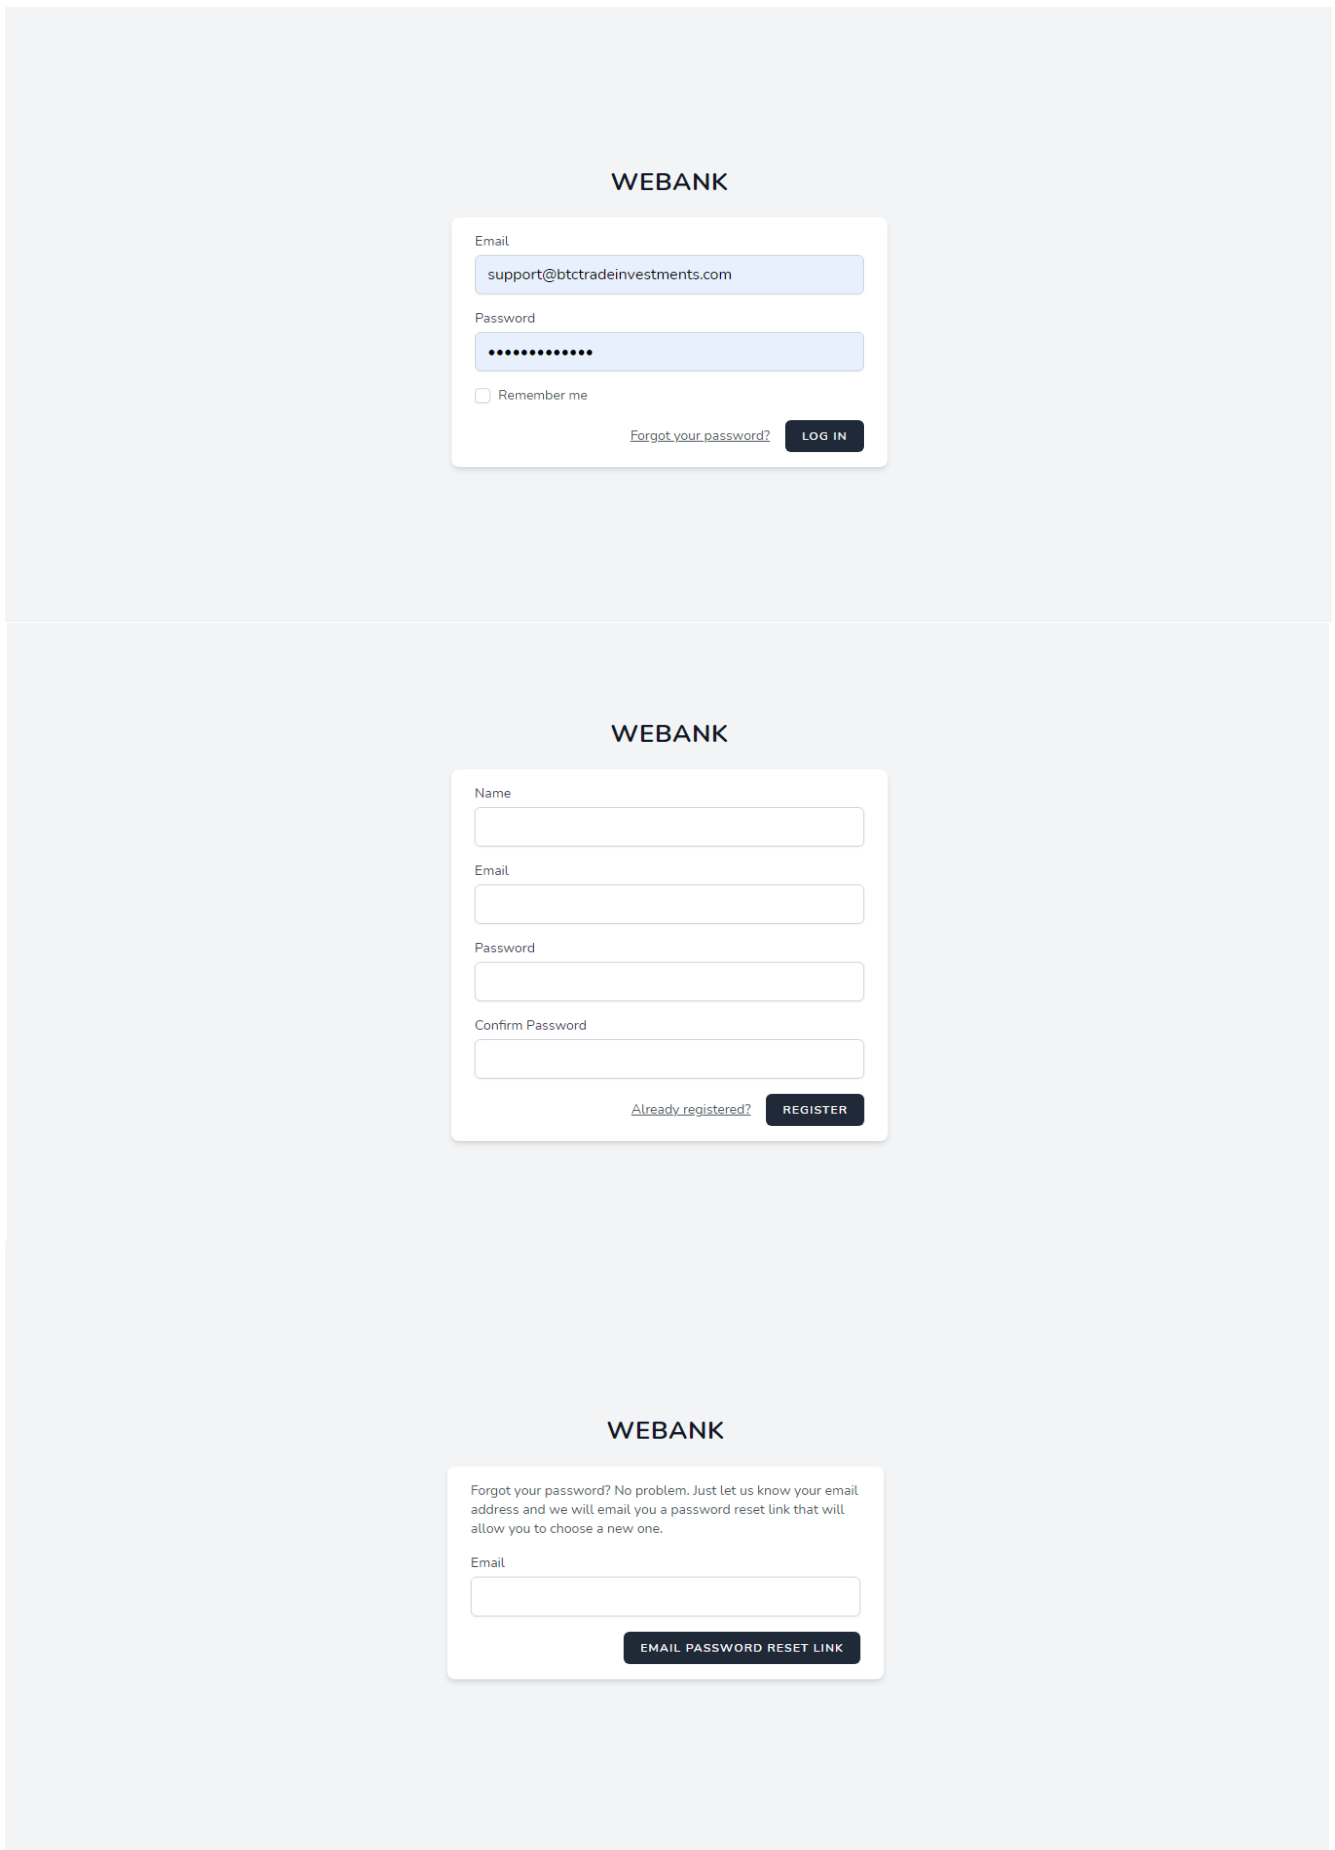 WEBANK
Email
support@btctradeinvestments.com
Password
•••••••••••••
Remember me
Forgot your password? LOG IN
WEBANK
Name
Email
Password
Confirm Password
Already registered? REGISTER
WEBANK
Forgot your password? No problem. Just let us know your email
address and we will email you a password reset link that will
allow you to choose a new one.
Email
EMAIL PASSWORD RESET LINK